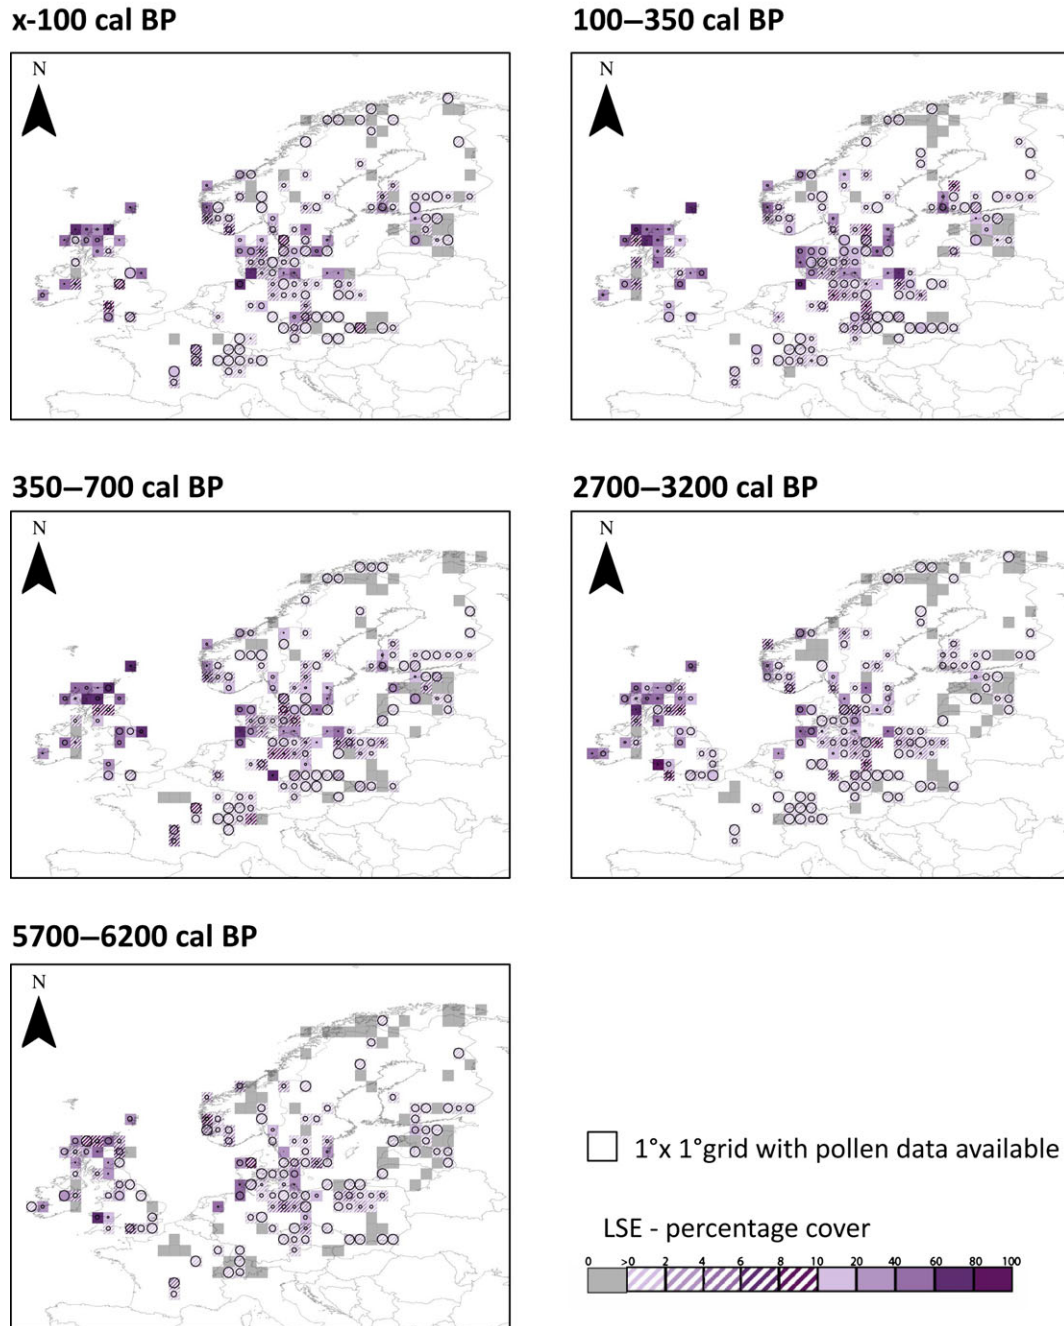 x-100 cal BP
100–350 cal BP
N
N
350–700 cal BP
2700–3200 cal BP
N
N
5700–6200 cal BP
N
1°x 1°grid with pollen data available
LSE - percentage cover
0 >0 2 4 6 8 10 20 40 60 80 100